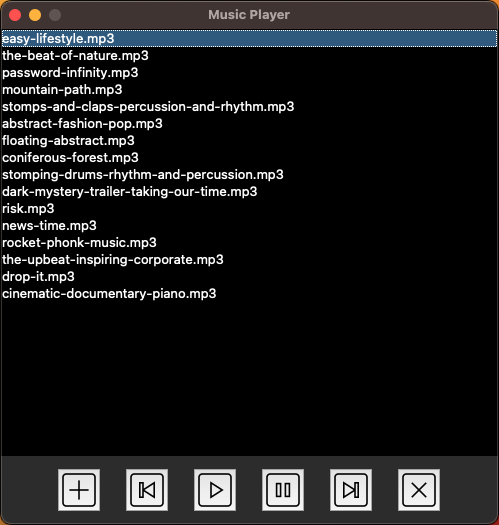 Music Player
easy-lifestyle.mp3
the-beat-of-nature.mp3
password-infinity.mp3
mountain-path.mp3
stomps-and-claps-percussion-and-rhythm.mp3
abstract-fashion-pop.mp3
floating-abstract.mp3
coniferous-forest.mp3
stomping-drums-rhythm-and-percussion.mp3
dark-mystery-trailer-taking-our-time.mp3
risk.mp3
news-time.mp3
rocket-phonk-music.mp3
the-upbeat-inspiring-corporate.mp3
drop-it.mp3
cinematic-documentary-piano.mp3